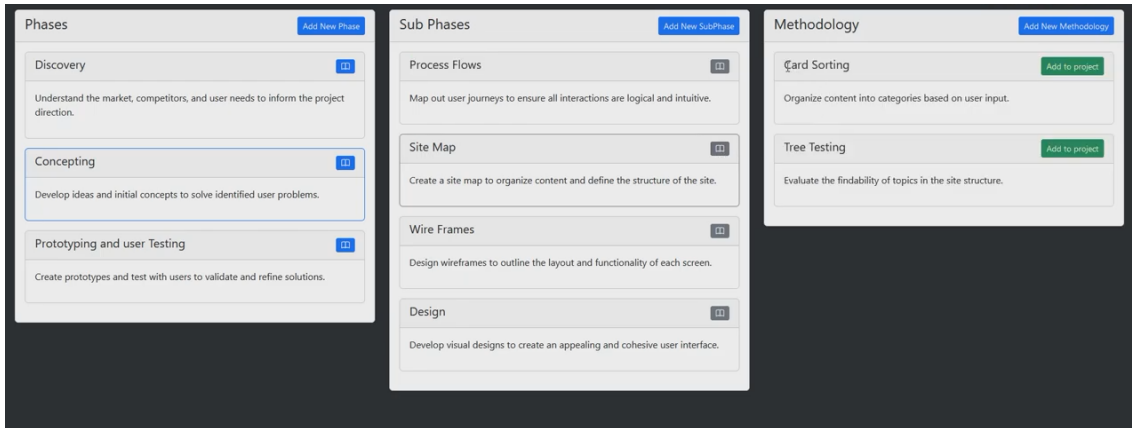 Phases
Add New Phase
Discovery
Understand the market, competitors, and user needs to inform the project
direction.
Concepting
Develop ideas and initial concepts to solve identified user problems.
Prototyping and user Testing
Create prototypes and test with users to validate and refine solutions.
Sub Phases
Add New SubPhase
Process Flows
Map out user journeys to ensure all interactions are logical and intuitive.
Site Map
Create a site map to organize content and define the structure of the site.
Wire Frames
Design wireframes to outline the layout and functionality of each screen.
Design
Develop visual designs to create an appealing and cohesive user interface.
Methodology
Add New Methodology
Card Sorting
Add to project
Organize content into categories based on user input.
Tree Testing
Add to project
Evaluate the findability of topics in the site structure.